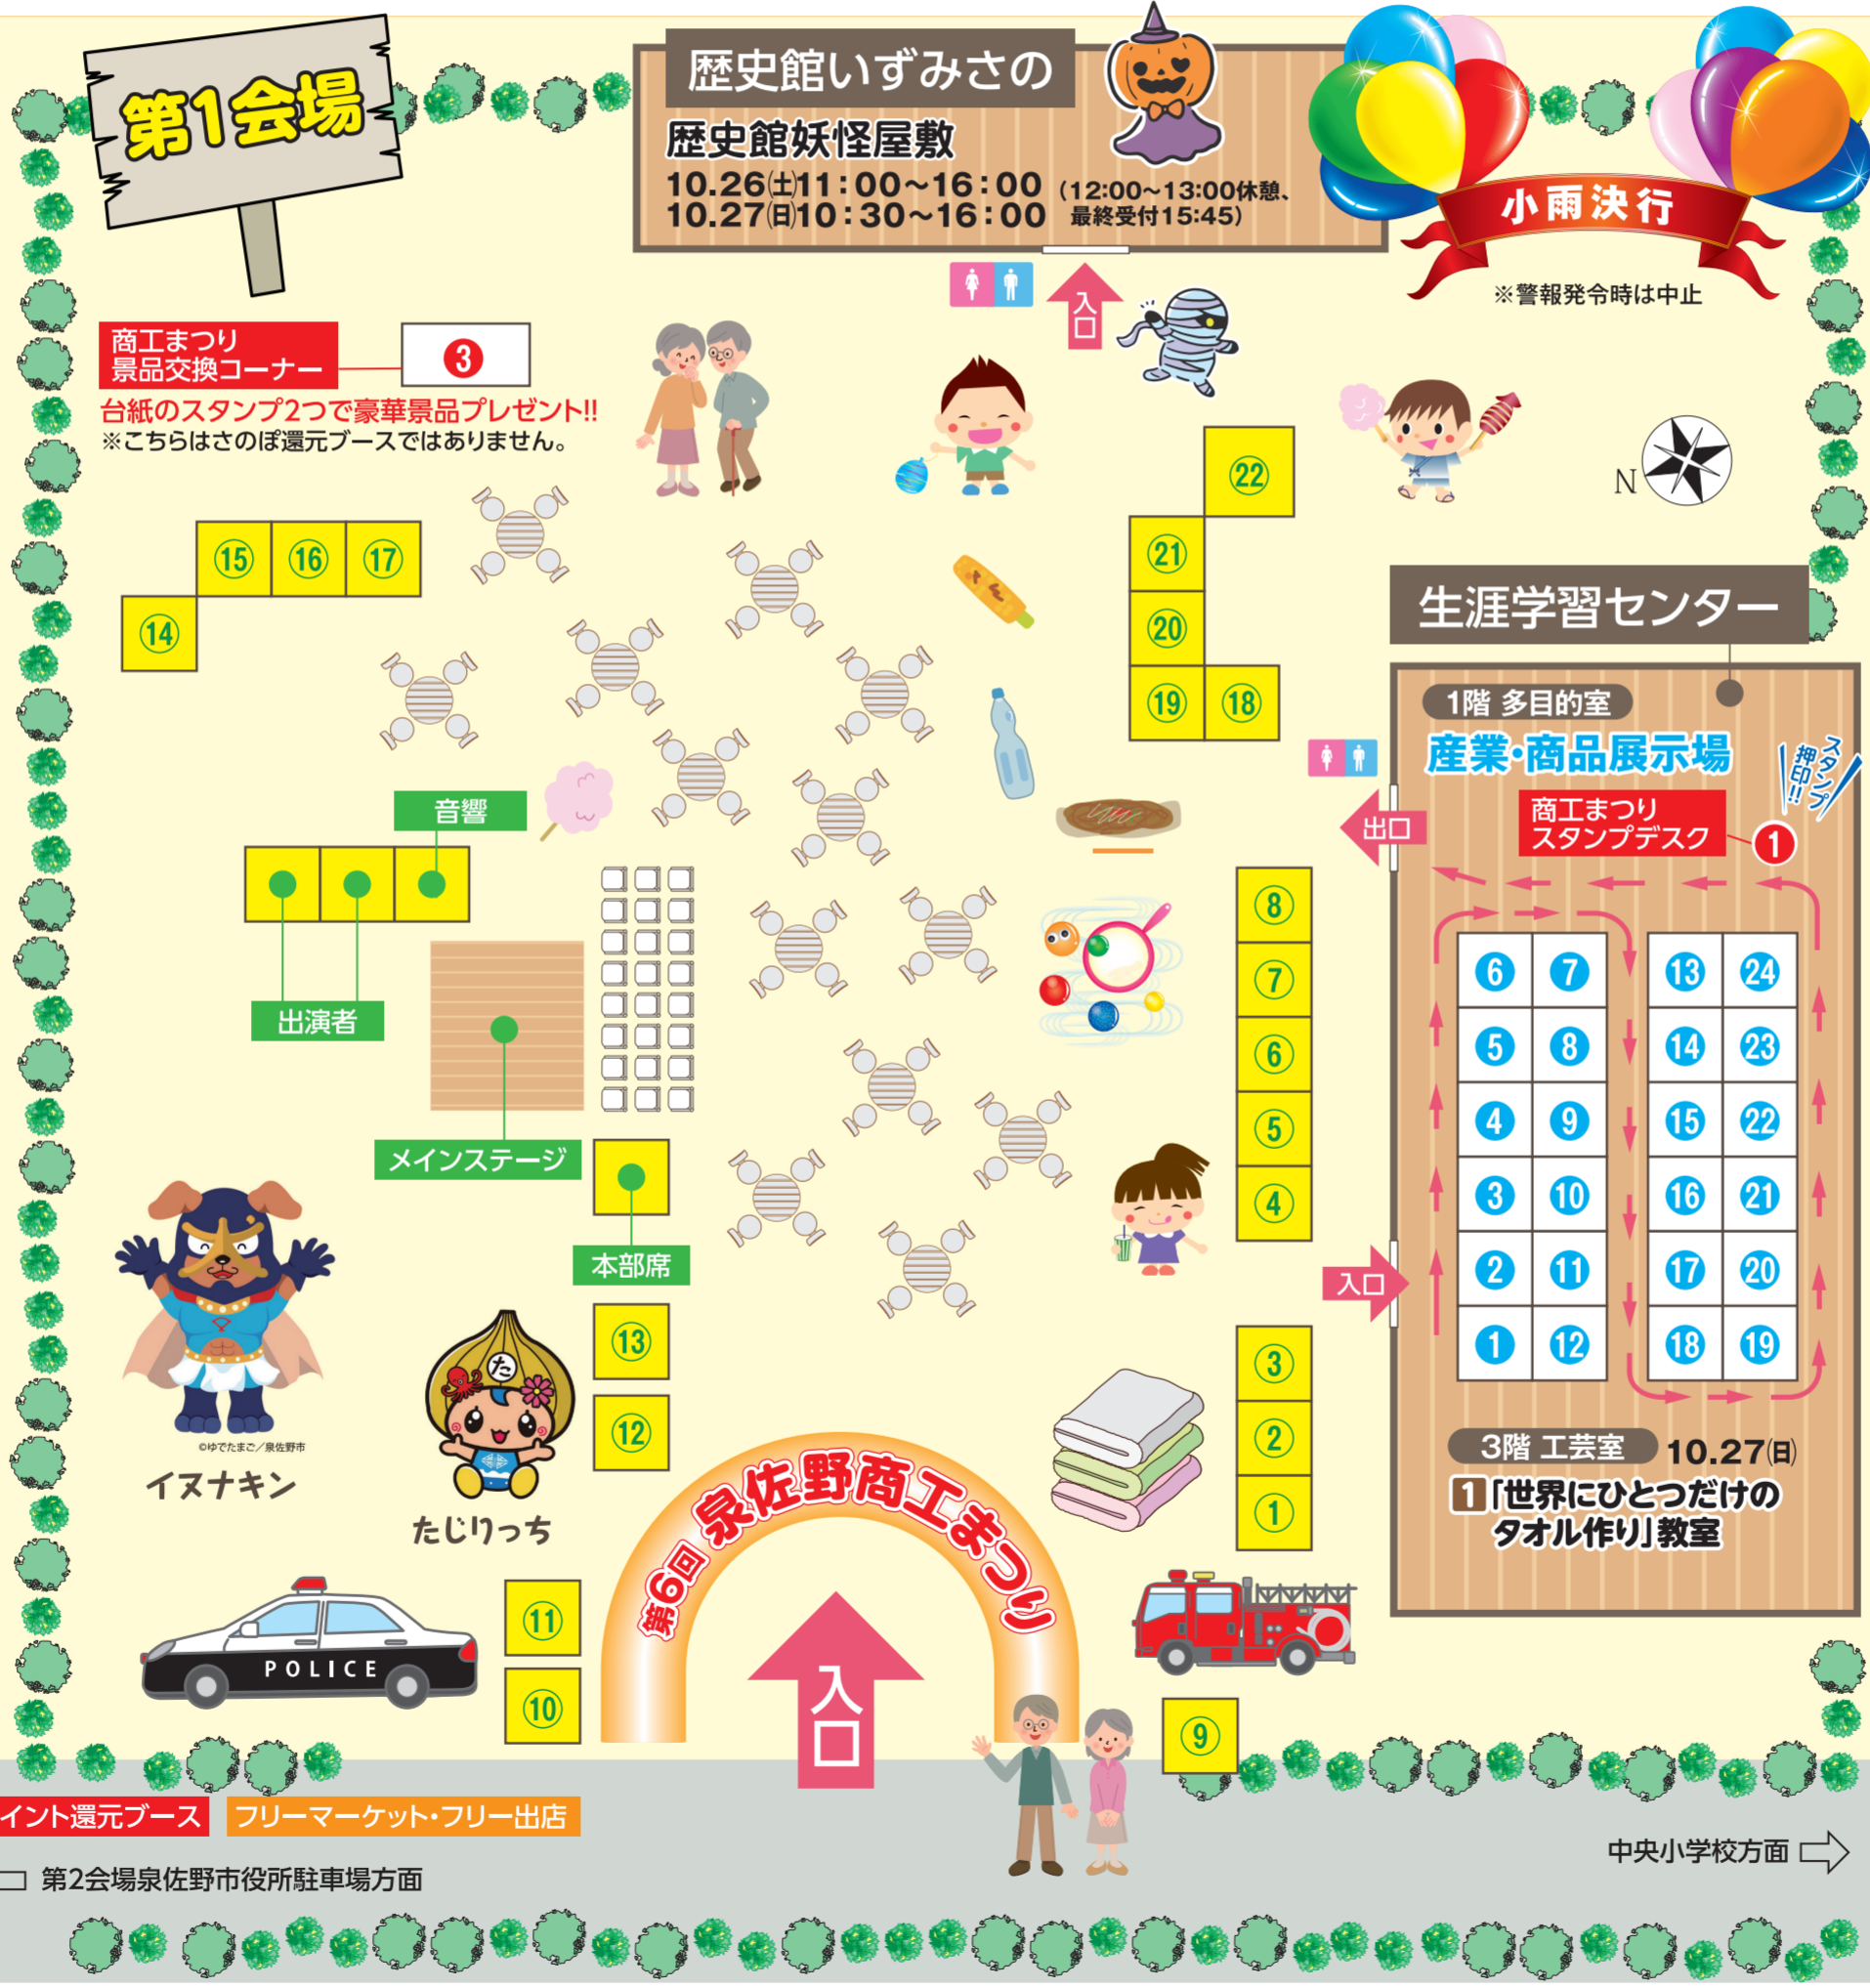 第1会場
歴史館いずみさの
歴史館妖怪屋敷
10.26㈯11:00～16:00
10.27㈰10:30～16:00
(12:00～13:00休憩、
最終受付15:45)
小雨決行
※警報発令時は中止
入口
商工まつり
景品交換コーナー
❸
台紙のスタンプ2つで豪華景品プレゼント!!
※こちらはさのぽ還元ブースではありません。
N
㉒
㉑
⑳
⑲ ⑱
⑮ ⑯ ⑰
⑭
生涯学習センター
1階 多目的室
産業・商品展示場
スタンプ
押印!!
商工まつり
スタンプデスク
❶
出口
音響
出演者
メインステージ
本部席
⑧
⑦
⑥
⑤
④
入口
6 7 13 24
5 8 14 23
4 9 15 22
3 10 16 21
2 11 17 20
1 12 18 19
③
②
①
3階 工芸室
10.27㈰
1「世界にひとつだけの
タオル作り」教室
⑬
⑫
©ゆでたまご／泉佐野市
イヌナキン
た
たじりっち
第6回 泉佐野商工まつり
入口
POLICE
⑪
⑩
⑨
イント還元ブース
フリーマーケット・フリー出店
第2会場泉佐野市役所駐車場方面
中央小学校方面